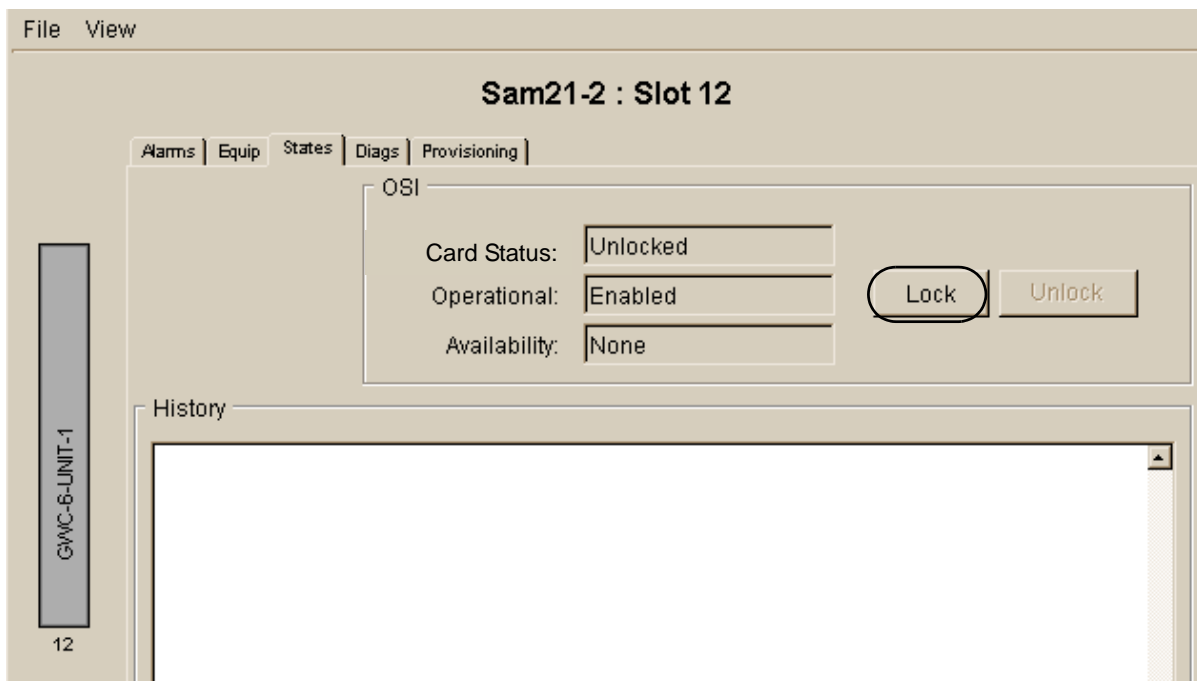 File View
Sam21-2 : Slot 12
Alarms Equip States Diags Provisioning
OSI
Card Status: Unlocked
Operational: Enabled
Lock Unlock
Availability: None
History
GWC-6-UNIT-1
12